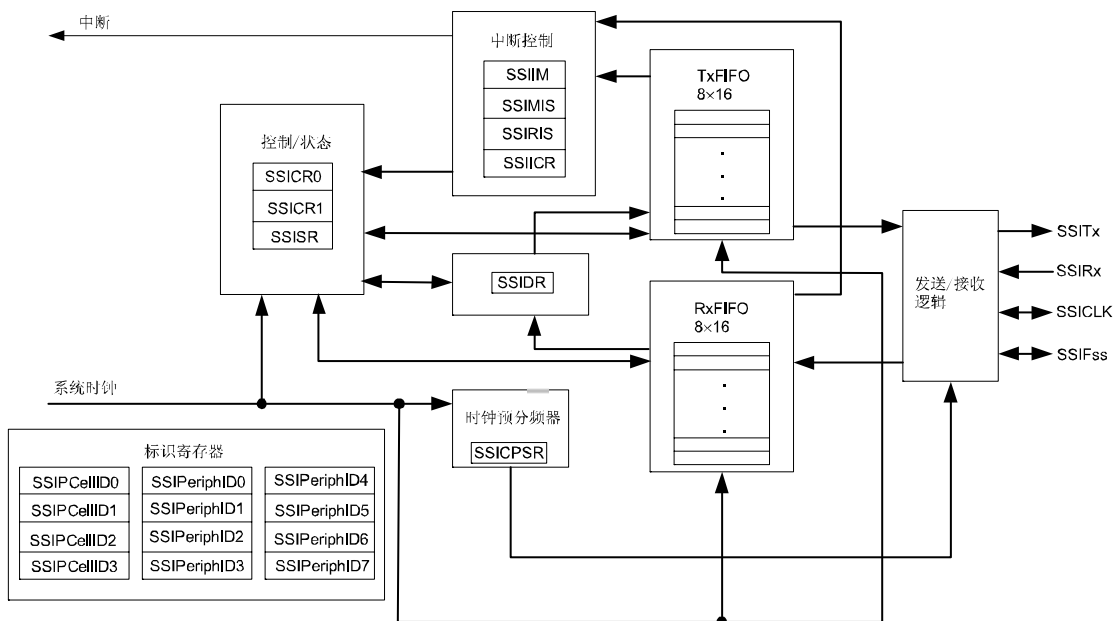 中断
中断控制
SSIIM
SSIMIS
SSIRIS
SSIICR
TxFIFO
8×16
控制/状态
SSICR0
SSICR1
SSISR
SSIDR
RxFIFO
8×16
发送/接收
逻辑
SSITx
SSIRx
SSICLK
SSIFss
系统时钟
时钟预分频器
SSICPSR
标识寄存器
SSIPCellID0
SSIPCellID1
SSIPCellID2
SSIPCellID3
SSIPeriphID0
SSIPeriphID1
SSIPeriphID2
SSIPeriphID3
SSIPeriphID4
SSIPeriphID5
SSIPeriphID6
SSIPeriphID7